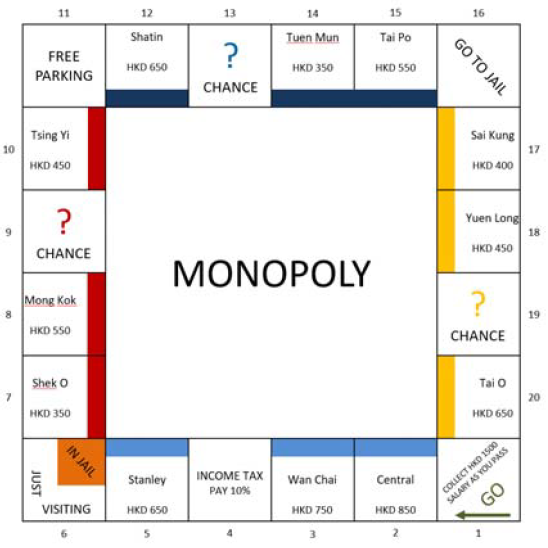 11
12
13
14
15
16
FREE
PARKING
Shatin
HKD 650
?
CHANCE
Tuen Mun
HKD 350
Tai Po
HKD 550
GO TO JAIL
10
Tsing Yi
HKD 450
Sai Kung
HKD 400
17
9
?
CHANCE
Yuen Long
HKD 450
18
MONOPOLY
8
Mong Kok
HKD 550
?
CHANCE
19
7
Shek O
HKD 350
Tai O
HKD 650
20
IN JAIL
JUST
VISITING
Stanley
HKD 650
INCOME TAX
PAY 10%
Wan Chai
HKD 750
Central
HKD 850
COLLECT HKD 1500
SALARY AS YOU PASS
GO
6
5
4
3
2
1